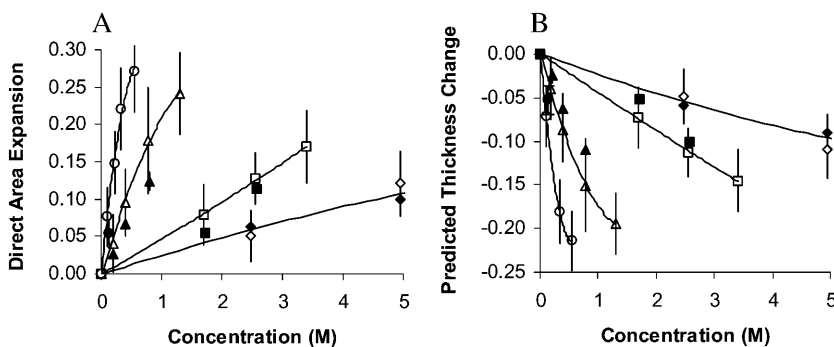 A
Direct Area Expansion
0.30
0.25
0.20
0.15
0.10
0.05
0.00
0 1 2 3 4 5
Concentration (M)
B
Predicted Thickness Change
0.00
-0.05
-0.10
-0.15
-0.20
-0.25
0 1 2 3 4 5
Concentration (M)